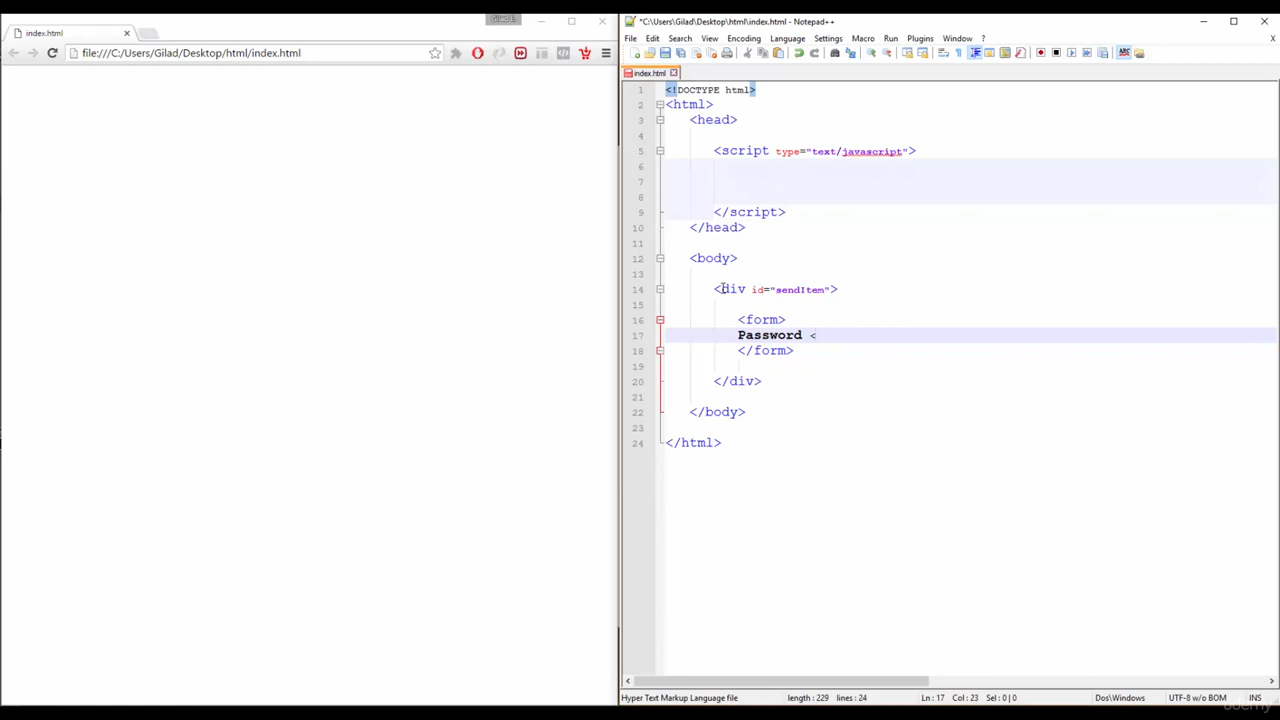 Gilad E.
index.html
file:///C:/Users/Gilad/Desktop/html/index.html
*C:\Users\Gilad\Desktop\html\index.html - Notepad++
File Edit Search View Encoding Language Settings Macro Run Plugins Window ?
X
index.html
1 <!DOCTYPE html>
2 <html>
3 <head>
4
5 <script type="text/javascript">
6
7
8
9 </script>
10 </head>
11
12 <body>
13
14 <div id="sendItem">
15
16 <form>
17 Password <
18 </form>
19
20 </div>
21
22 </body>
23
24 </html>
Hyper Text Markup Language file length : 229 lines : 24 Ln : 17 Col : 23 Sel : 0 | 0 Dos\Windows UTF-8 w/o BOM INS
udemy